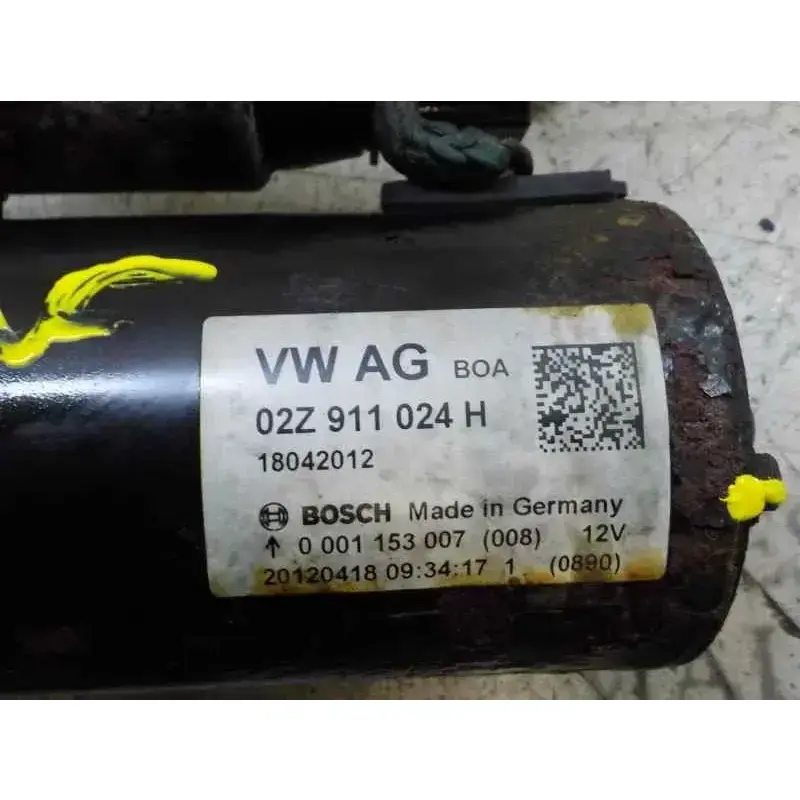 VW AG BOA
02Z 911 024 H
18042012
BOSCH Made in Germany
↑ 0 001 153 007 (008) 12V
20120418 09:34:17 1 (0890)